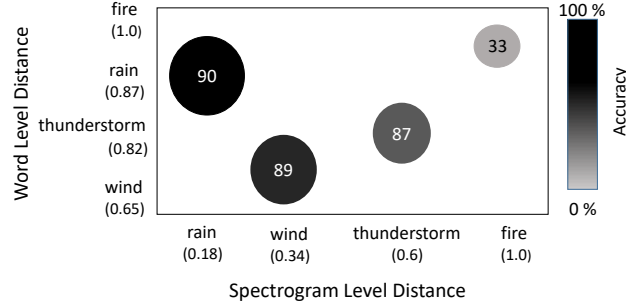 fire
(1.0)
rain
(0.87)
thunderstorm
(0.82)
wind
(0.65)
Word Level Distance
90
89
87
33
rain
(0.18)
wind
(0.34)
thunderstorm
(0.6)
fire
(1.0)
Spectrogram Level Distance
100 %
0 %
Accuracy